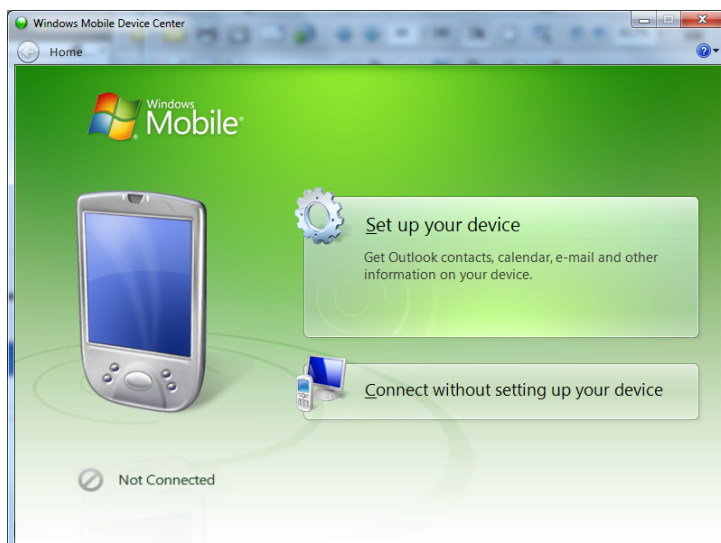 Windows Mobile Device Center
Home
Windows
Mobile
Set up your device
Get Outlook contacts, calendar, e-mail and other
information on your device.
Connect without setting up your device
Not Connected